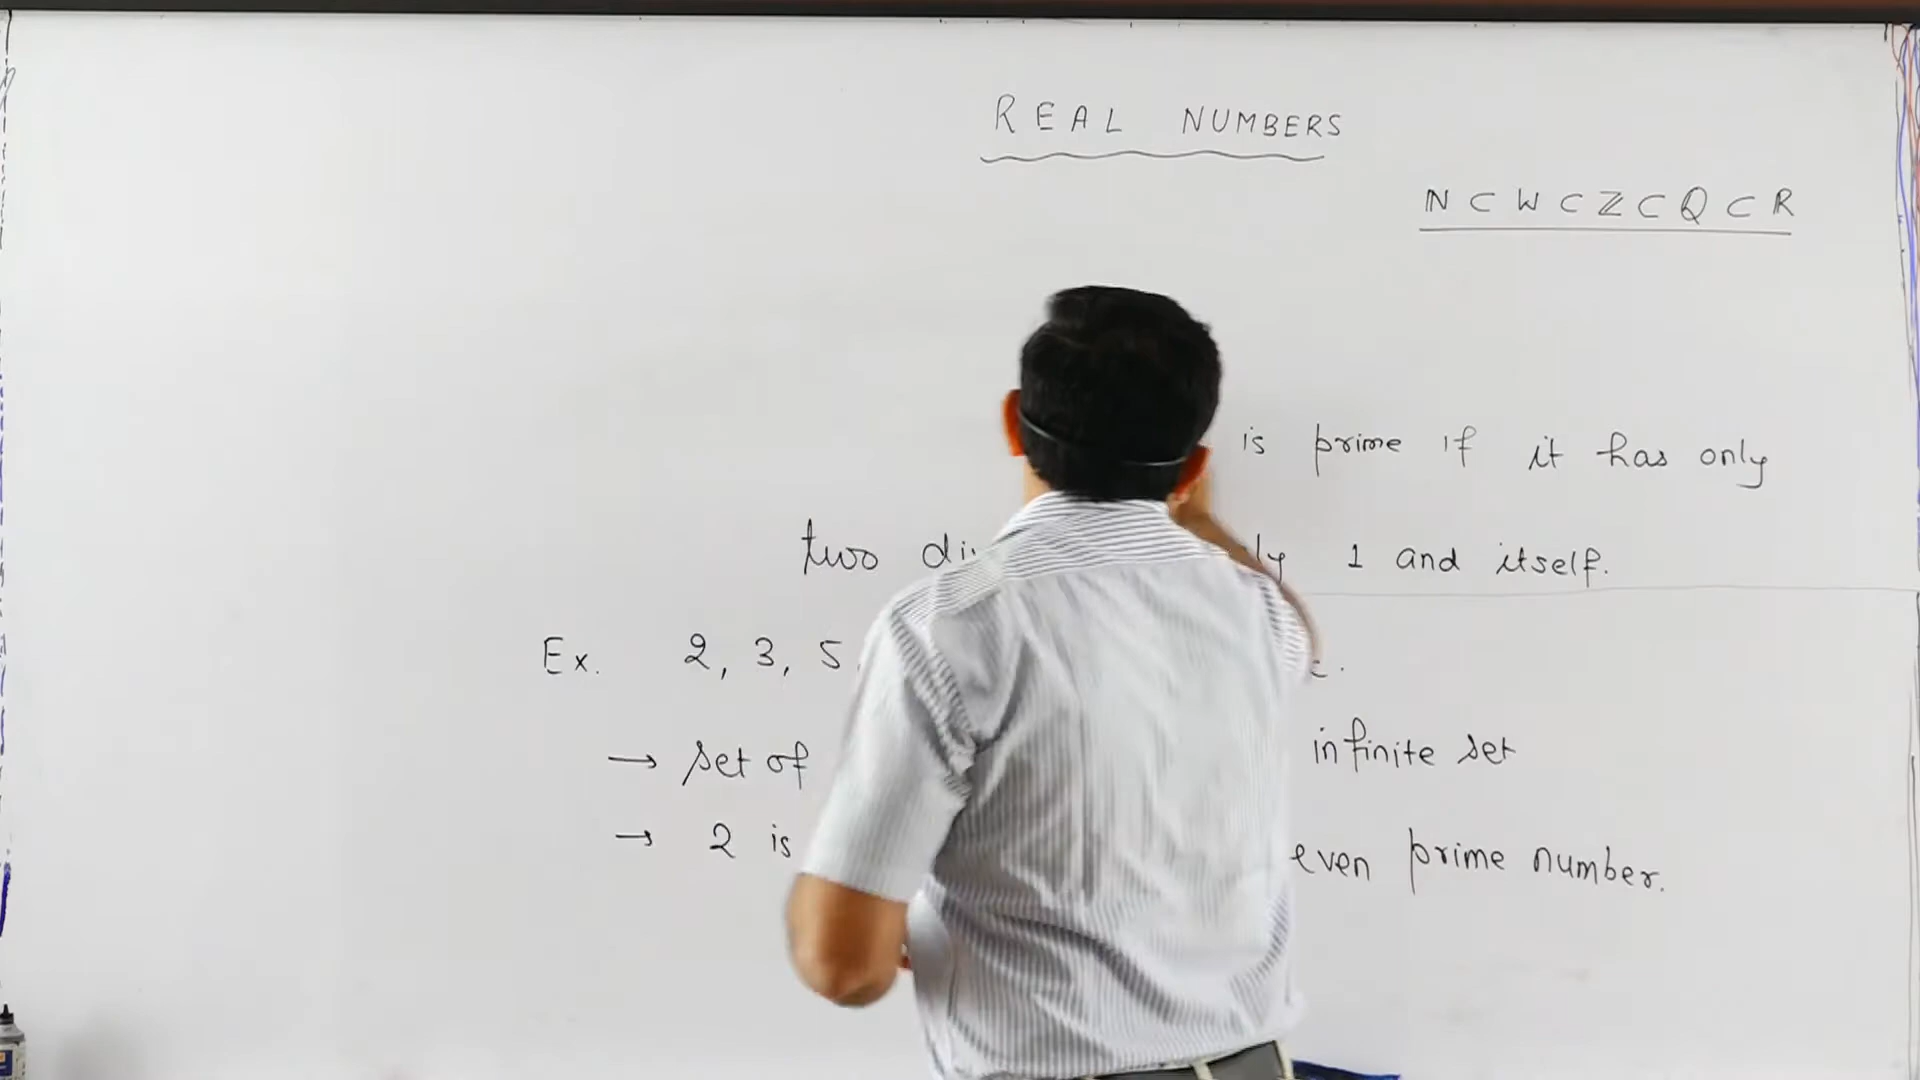 REAL NUMBERS
N ⊂ W ⊂ Z ⊂ Q ⊂ R
is prime if it has only
two 1 and itself.
Ex. 2, 3, 5
→ set of infinite set
→ 2 is even prime number.